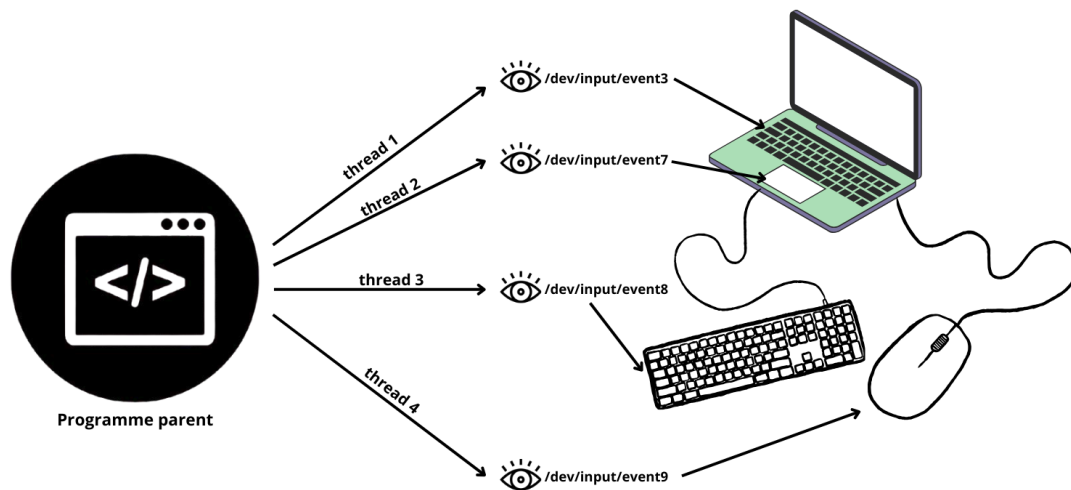 /dev/input/event3
thread 1
/dev/input/event7
thread 2
thread 3
/dev/input/event8
</>
thread 4
Programme parent
/dev/input/event9